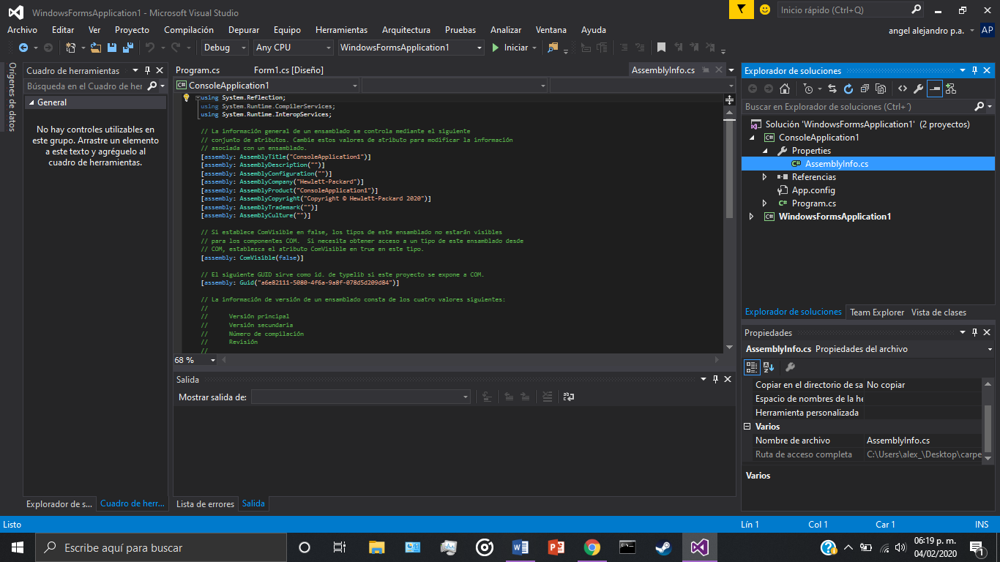 WindowsFormsApplication1 - Microsoft Visual Studio
Inicio rápido (Ctrl+Q)
Archivo Editar Ver Proyecto Compilación Depurar Equipo Herramientas Arquitectura Pruebas Analizar Ventana Ayuda
angel alejandro p.a. AP
Debug Any CPU WindowsFormsApplication1 Iniciar
Orígenes de datos
Cuadro de herramientas
Búsqueda en el Cuadro de her
General
No hay controles utilizables en
este grupo. Arrastre un elemento
a este texto y agréguelo al
cuadro de herramientas.
Explorador de s... Cuadro de herr...
Program.cs Form1.cs [Diseño] AssemblyInfo.cs
ConsoleApplication1
using System.Reflection;
using System.Runtime.CompilerServices;
using System.Runtime.InteropServices;
// La información general de un ensamblado se controla mediante el siguiente
// conjunto de atributos. Cambie estos valores de atributo para modificar la información
// asociada con un ensamblado.
[assembly: AssemblyTitle("ConsoleApplication1")]
[assembly: AssemblyDescription("")]
[assembly: AssemblyConfiguration("")]
[assembly: AssemblyCompany("Hewlett-Packard")]
[assembly: AssemblyProduct("ConsoleApplication1")]
[assembly: AssemblyCopyright("Copyright © Hewlett-Packard 2020")]
[assembly: AssemblyTrademark("")]
[assembly: AssemblyCulture("")]
// Si establece ComVisible en false, los tipos de este ensamblado no estarán visibles
// para los componentes COM.  Si necesita obtener acceso a un tipo de este ensamblado desde
// COM, establezca el atributo ComVisible en true en este tipo.
[assembly: ComVisible(false)]
// El siguiente GUID sirve como id. de typelib si este proyecto se expone a COM.
[assembly: Guid("a6e82111-5080-4f6a-9a8f-078d5d209d84")]
// La información de versión de un ensamblado consta de los cuatro valores siguientes:
//
//      Versión principal
//      Versión secundaria
//      Número de compilación
//      Revisión
//
68 %
Salida
Mostrar salida de:
Lista de errores Salida
Explorador de soluciones
Buscar en Explorador de soluciones (Ctrl+´)
Solución 'WindowsFormsApplication1' (2 proyectos)
ConsoleApplication1
Properties
AssemblyInfo.cs
Referencias
App.config
Program.cs
WindowsFormsApplication1
Explorador de soluciones Team Explorer Vista de clases
Propiedades
AssemblyInfo.cs Propiedades del archivo
Copiar en el directorio de sa No copiar
Espacio de nombres de la he
Herramienta personalizada
Varios
Nombre de archivo AssemblyInfo.cs
Ruta de acceso completa C:\Users\alex_\Desktop\carpe
Varios
Listo Lín 1 Col 1 Car 1 INS
Escribe aquí para buscar
06:19 p. m.
04/02/2020
1